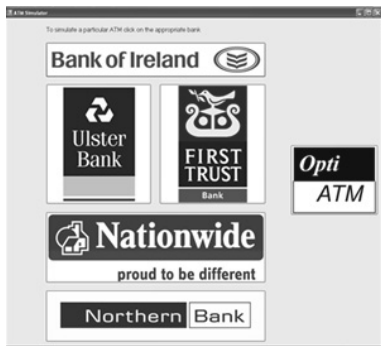 ATM Simulator
To simulate a particular ATM click on the appropriate bank
Bank of Ireland
Ulster
Bank
FIRST
TRUST
Bank
Opti
ATM
Nationwide
proud to be different
Northern Bank